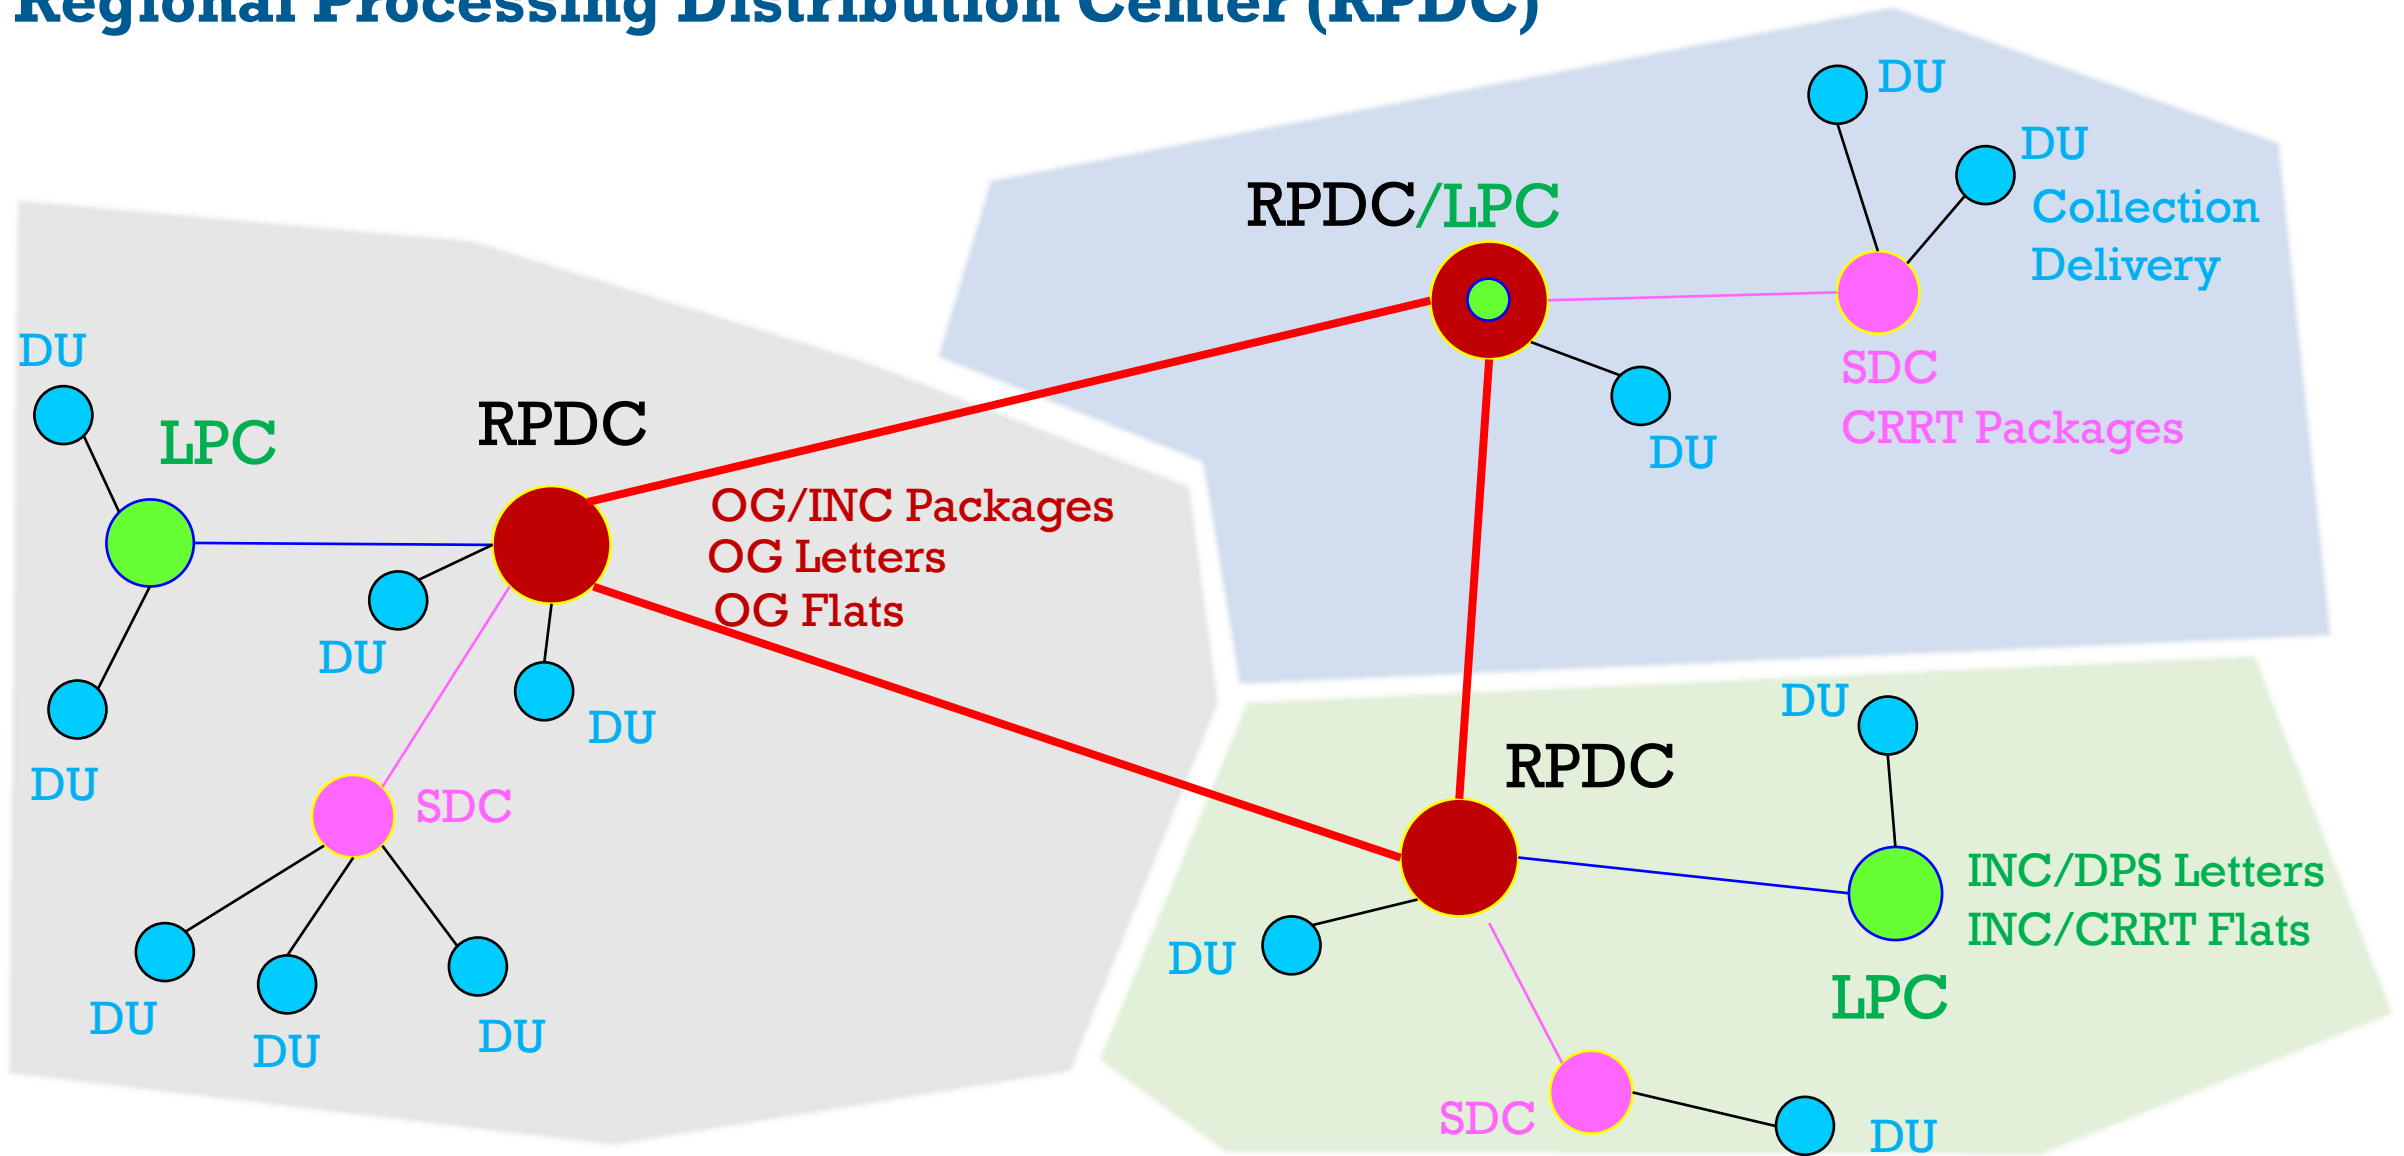 Regional Processing Distribution Center (RPDC)
DU
DU
Collection
Delivery
RPDC/LPC
SDC
CRRT Packages
DU
DU
LPC
RPDC
OG/INC Packages
OG Letters
OG Flats
DU
DU
DU
SDC
DU
DU
DU
RPDC
DU
INC/DPS Letters
INC/CRRT Flats
LPC
DU
SDC
DU